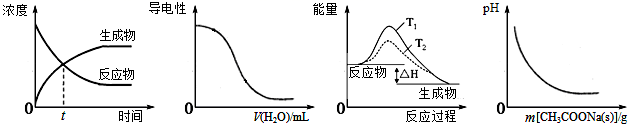 浓度
生成物
反应物
0
t
时间
导电性
0
V(H₂O)/mL
能量
T₁
T₂
反应物
△H
生成物
0
反应过程
pH
0
m[CH₃COONa(s)]/g